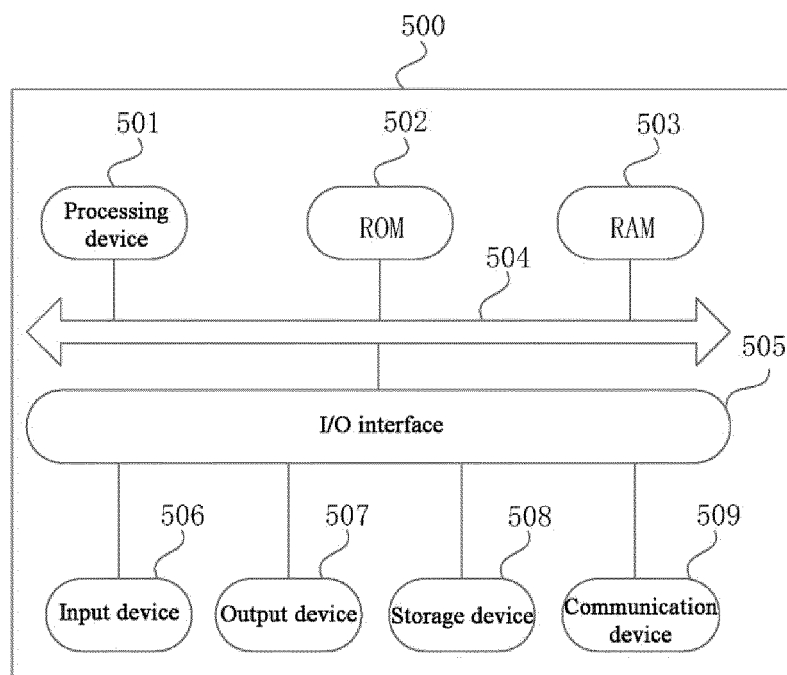 500
501
502
503
Processing
device
ROM
RAM
504
505
I/O interface
506
507
508
509
Input device
Output device
Storage device
Communication
device